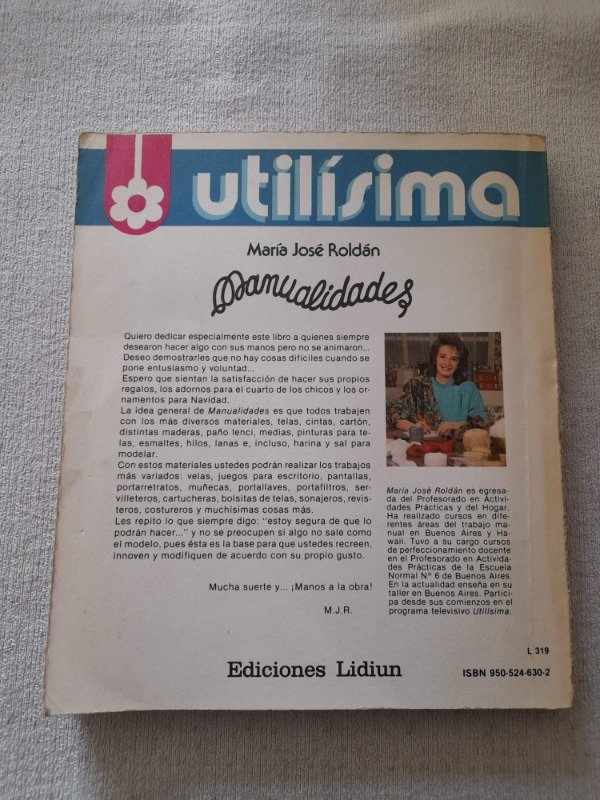 utilísima
María José Roldán
Manualidades
Quiero dedicar especialmente este libro a quienes siempre
desearon hacer algo con sus manos pero no se animaron...
Deseo demostrarles que no hay cosas difíciles cuando se
pone entusiasmo y voluntad...
Espero que sientan la satisfacción de hacer sus propios
regalos, los adornos para el cuarto de los chicos y los or-
namentos para Navidad.
La idea general de Manualidades es que todos trabajen
con los más diversos materiales, telas, cintas, cartón,
distintas maderas, paño lenci, medias, pinturas para te-
las, esmaltes, hilos, lanas e, incluso, harina y sal para
modelar.
Con estos materiales ustedes podrán realizar los trabajos
más variados: velas, juegos para escritorio, pantallas,
portarretratos, muñecas, portallaves, portafiltros, ser-
villeteros, cartucheras, bolsitas de telas, sonajeros, revis-
teros, costureros y muchísimas cosas más.
Les repito lo que siempre digo: "estoy segura de que lo
podrán hacer..." y no se preocupen si algo no sale como
el modelo, pues ésta es la base para que ustedes recreen,
innoven y modifiquen de acuerdo con su propio gusto.
Mucha suerte y... ¡Manos a la obra!
M.J.R.
María José Roldán es egresa-
da del Profesorado en Activi-
dades Prácticas y del Hogar.
Ha realizado cursos en dife-
rentes áreas del trabajo ma-
nual en Buenos Aires y Ha-
waii. Tuvo a su cargo cursos
de perfeccionamiento docente
en el Profesorado en Activida-
des Prácticas de la Escuela
Normal Nº 6 de Buenos Aires.
En la actualidad enseña en su
taller en Buenos Aires. Partici-
pa desde sus comienzos en el
programa televisivo Utilísima.
L 319
Ediciones Lidiun
ISBN 950-524-630-2